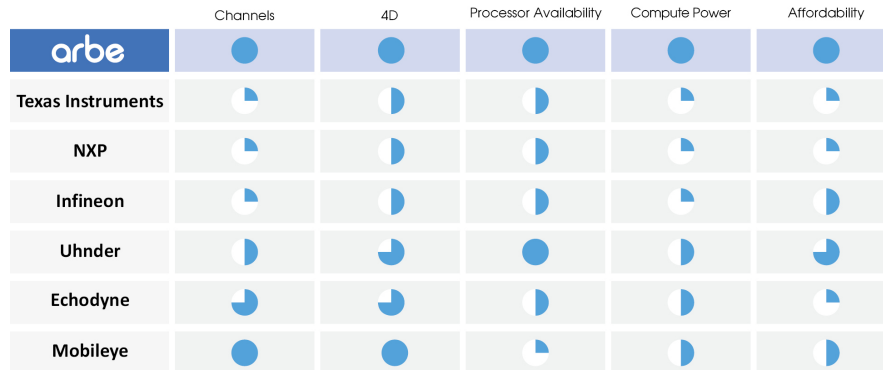 Channels 4D Processor Availability Compute Power Affordability
arbe
Texas Instruments
NXP
Infineon
Uhnder
Echodyne
Mobileye